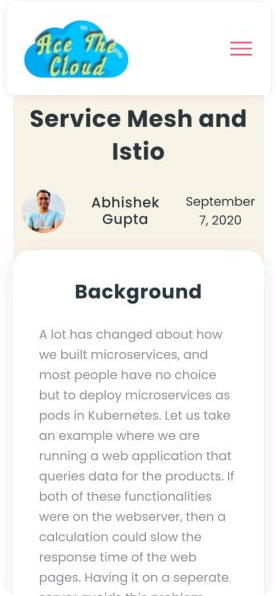 Ace The
Cloud
Service Mesh and
Istio
Abhishek
Gupta
September
7, 2020
Background
A lot has changed about how
we built microservices, and
most people have no choice
but to deploy microservices as
pods in Kubernetes. Let us take
an example where we are
running a web application that
queries data for the products. If
both of these functionalities
were on the webserver, then a
calculation could slow the
response time of the web
pages. Having it on a seperate
server avoids this problem